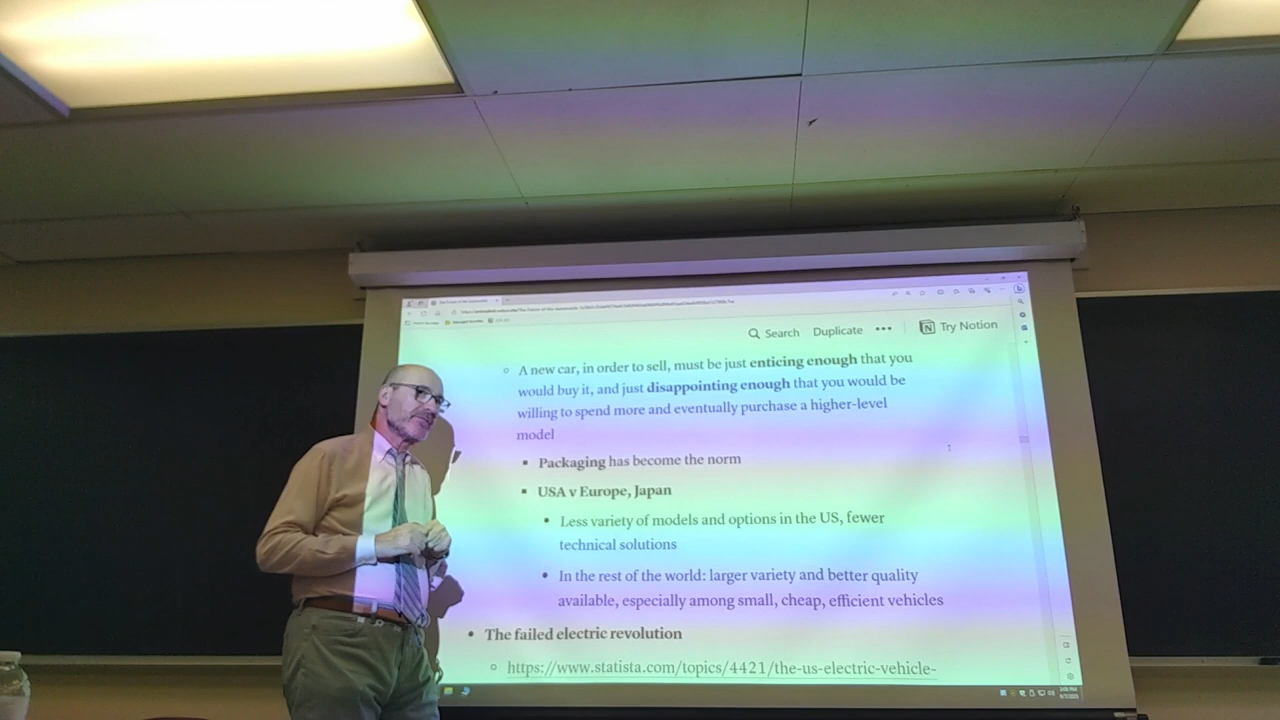 Search Duplicate ••• Try Notion
A new car, in order to sell, must be just enticing enough that you
would buy it, and just disappointing enough that you would be
willing to spend more and eventually purchase a higher-level
model
Packaging has become the norm
USA v Europe, Japan
Less variety of models and options in the US, fewer
technical solutions
In the rest of the world: larger variety and better quality
available, especially among small, cheap, efficient vehicles
The failed electric revolution
https://www.statista.com/topics/4421/the-us-electric-vehicle-